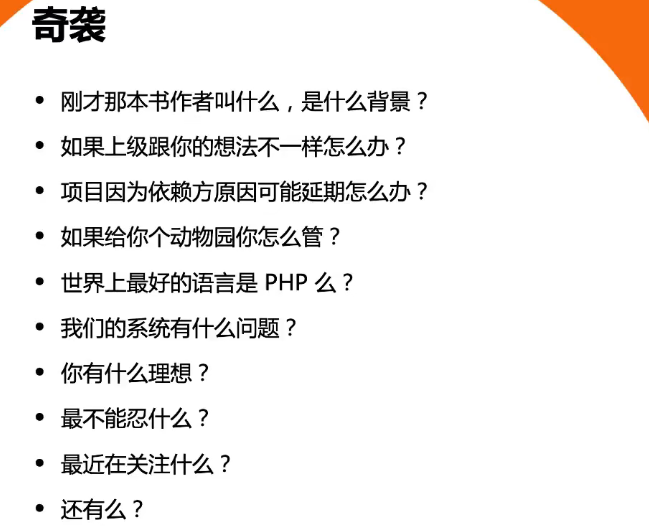 奇袭
• 刚才那本书作者叫什么，是什么背景？
• 如果上级跟你的想法不一样怎么办？
• 项目因为依赖方原因可能延期怎么办？
• 如果给你个动物园你怎么管？
• 世界上最好的语言是 PHP 么？
• 我们的系统有什么问题？
• 你有什么理想？
• 最不能忍什么？
• 最近在关注什么？
• 还有么？